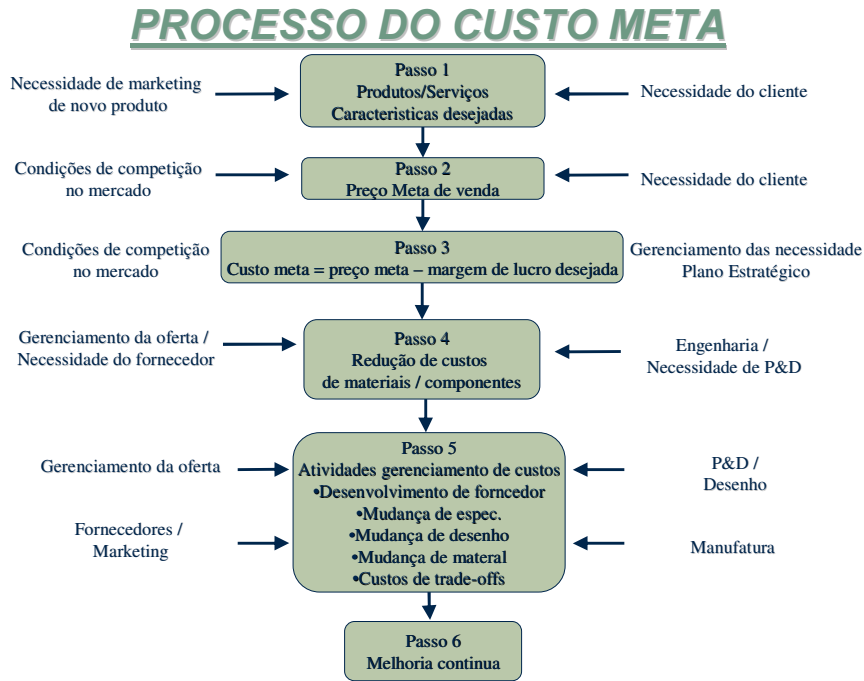 PROCESSO DO CUSTO META
Necessidade de marketing
de novo produto
Passo 1
Produtos/Serviços
Caracteristicas desejadas
Necessidade do cliente
Condições de competição
no mercado
Passo 2
Preço Meta de venda
Necessidade do cliente
Condições de competição
no mercado
Passo 3
Custo meta = preço meta – margem de lucro desejada
Gerenciamento das necessidade
Plano Estratégico
Gerenciamento da oferta /
Necessidade do fornecedor
Passo 4
Redução de custos
de materiais / componentes
Engenharia /
Necessidade de P&D
Passo 5
Atividades gerenciamento de custos
•Desenvolvimento de forncedor
•Mudança de espec.
•Mudança de desenho
•Mudança de materal
•Custos de trade-offs
Gerenciamento da oferta
P&D /
Desenho
Fornecedores /
Marketing
Manufatura
Passo 6
Melhoria continua